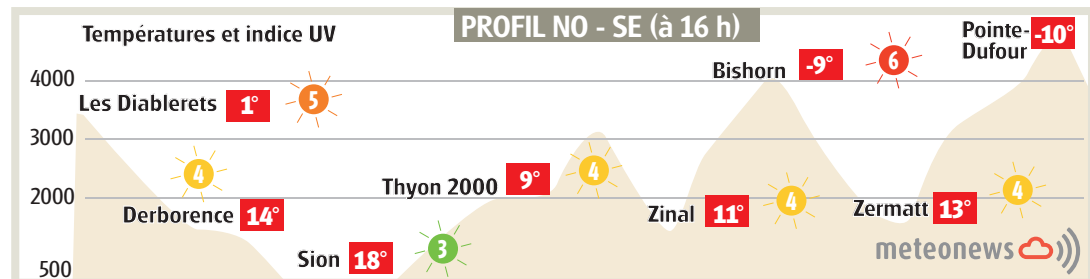 PROFIL NO - SE (à 16 h)
Températures et indice UV
Pointe-
Dufour -10°
Bishorn -9° 6
4000
Les Diablerets 1° 5
3000
4
Thyon 2000 9° 4
2000
Derborence 14°
Zinal 11° 4
Zermatt 13° 4
Sion 18° 3
500
meteonews